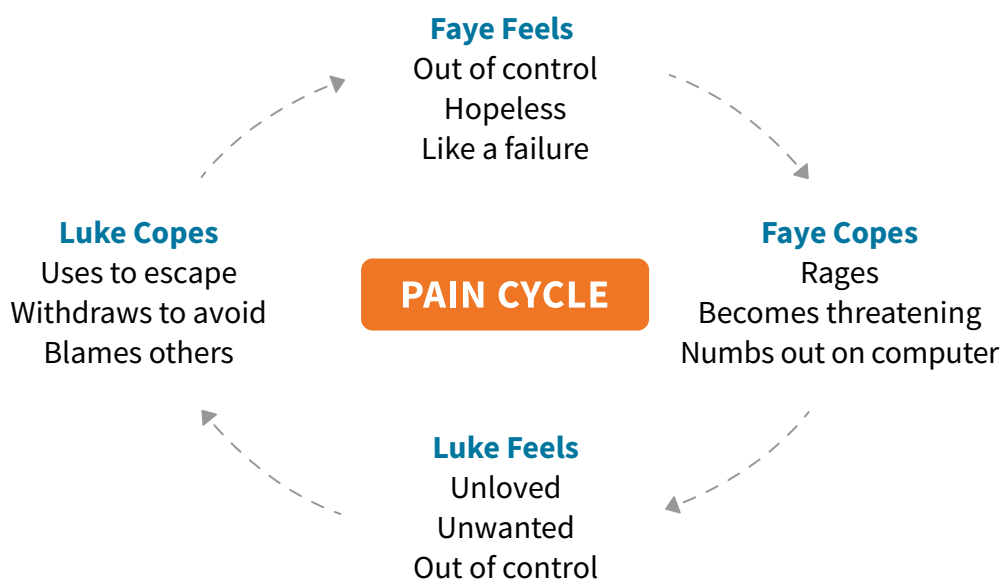 Faye Feels
Out of control
Hopeless
Like a failure
Faye Copes
Rages
Becomes threatening
Numbs out on computer
Luke Feels
Unloved
Unwanted
Out of control
Luke Copes
Uses to escape
Withdraws to avoid
Blames others
PAIN CYCLE